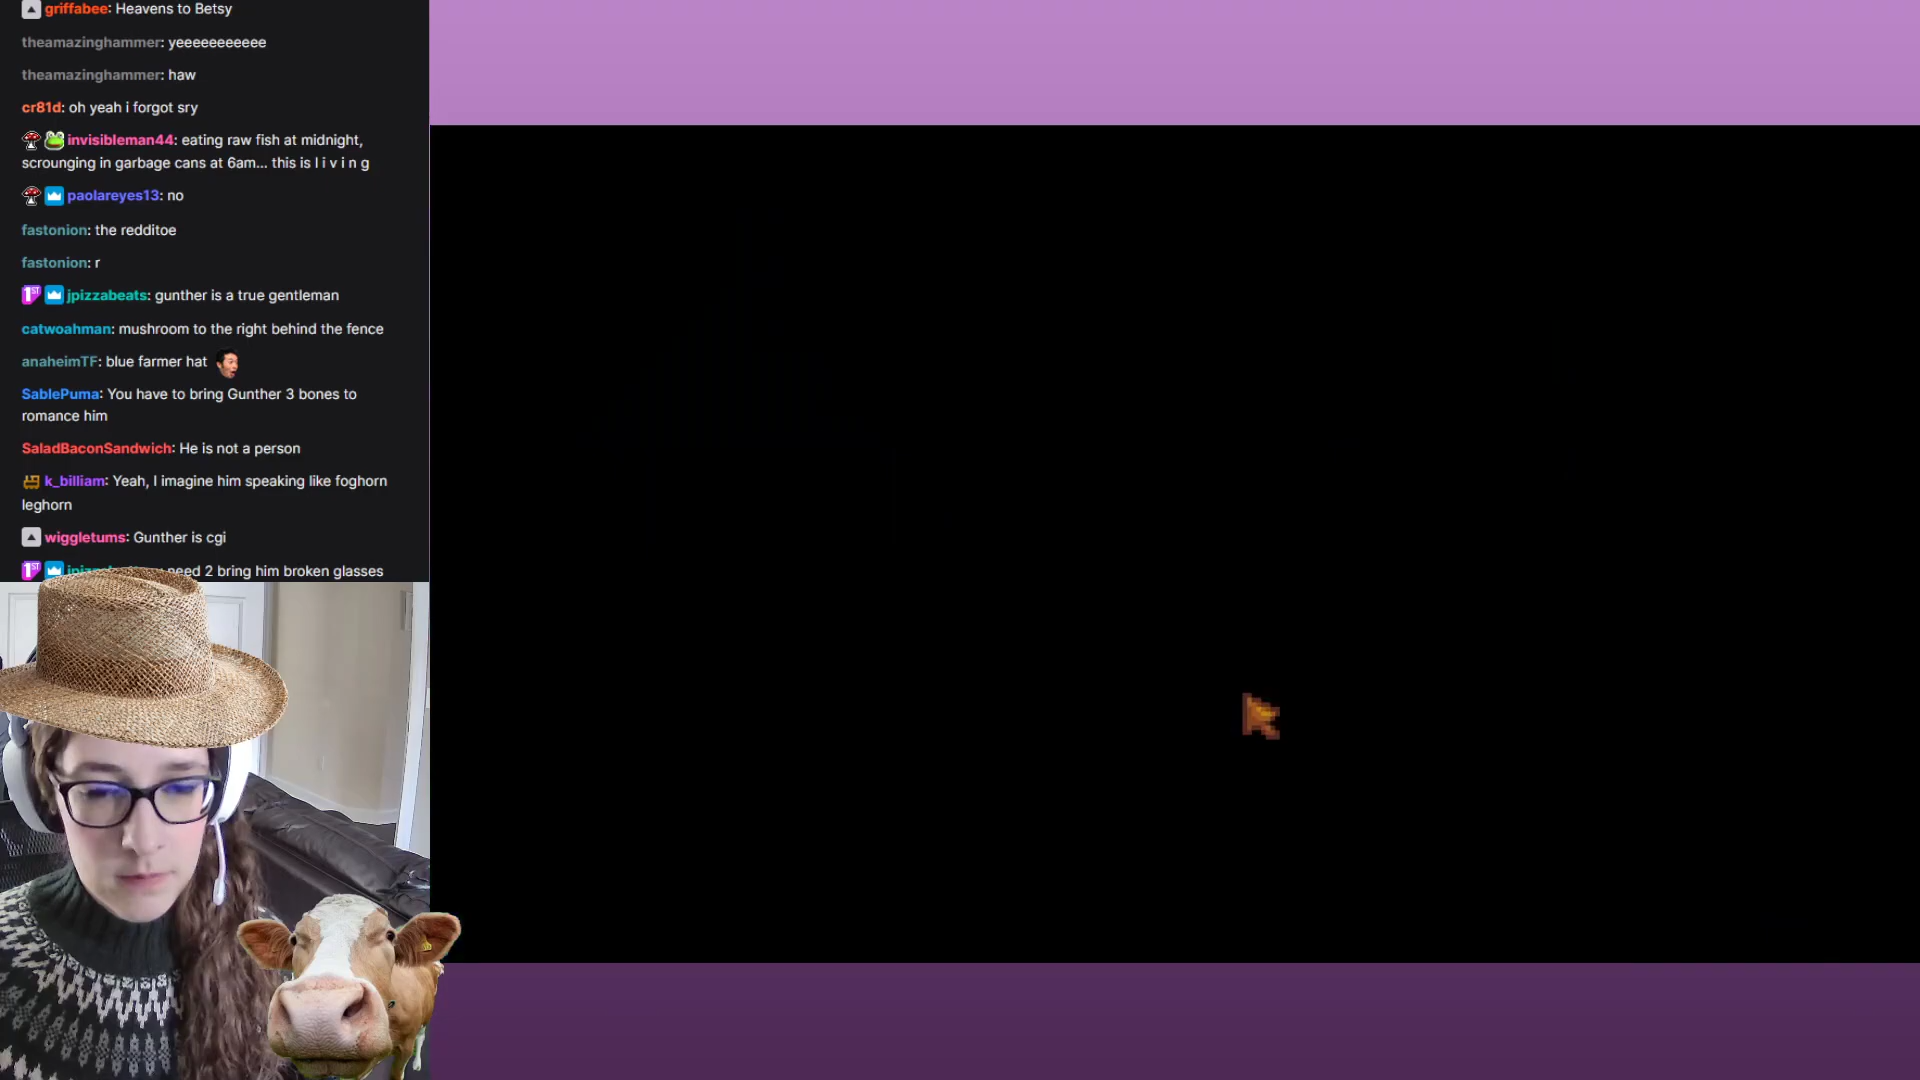 griffabee: Heavens to Betsy
theamazinghammer: yeeeeeeeeeee
theamazinghammer: haw
cr81d: oh yeah i forgot sry
invisibleman44: eating raw fish at midnight,
scrounging in garbage cans at 6am... this is l i v i n g
paolareyes13: no
fastonion: the redditoe
fastonion: r
1ST jpizzabeats: gunther is a true gentleman
catwoahman: mushroom to the right behind the fence
anaheimTF: blue farmer hat
SablePuma: You have to bring Gunther 3 bones to
romance him
SaladBaconSandwich: He is not a person
k_billiam: Yeah, I imagine him speaking like foghorn
leghorn
wiggletums: Gunther is cgi
1ST need 2 bring him broken glasses